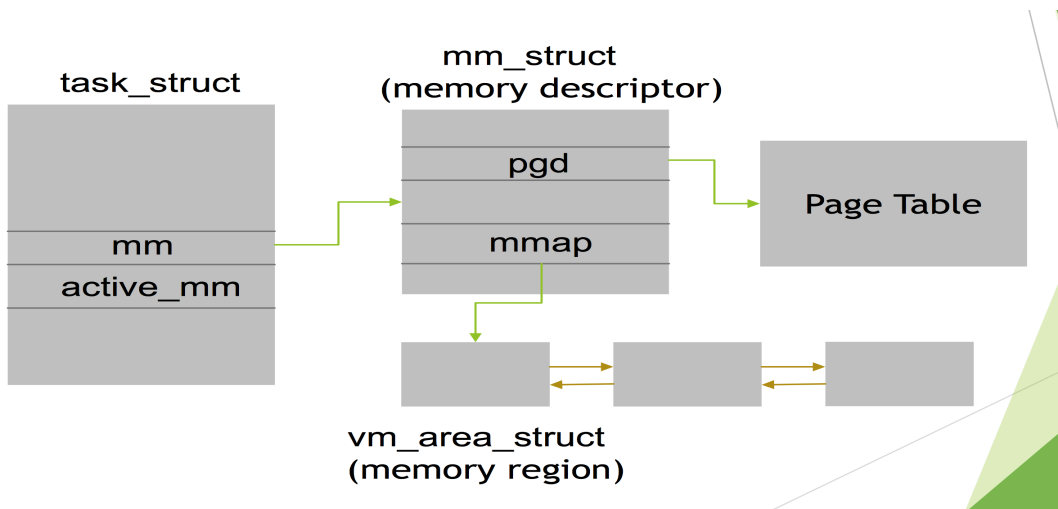 task_struct
mm
active_mm
mm_struct
(memory descriptor)
pgd
mmap
Page Table
vm_area_struct
(memory region)